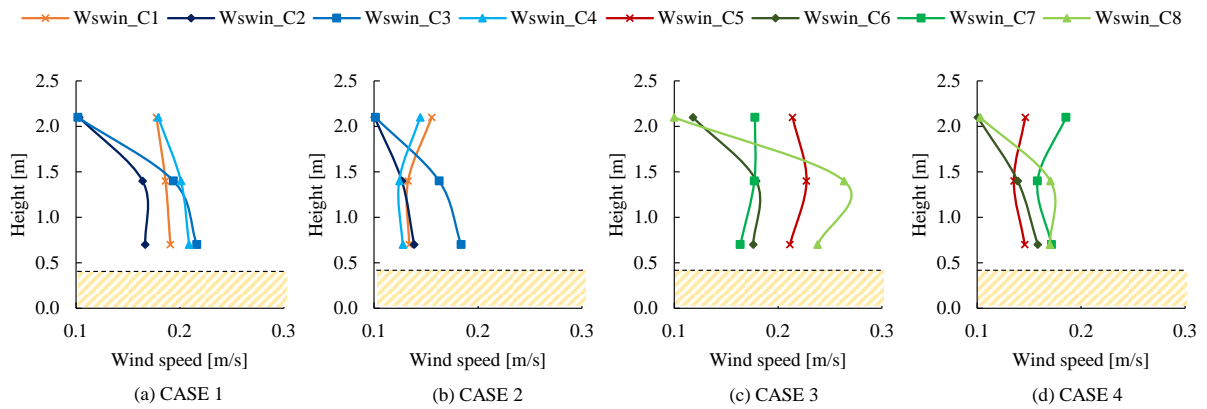 Wswin_C1 Wswin_C2 Wswin_C3 Wswin_C4 Wswin_C5 Wswin_C6 Wswin_C7 Wswin_C8
2.5
2.0
1.5
1.0
0.5
0.0
Height [m]
0.1 0.2 0.3
Wind speed [m/s]
(a) CASE 1
2.5
2.0
1.5
1.0
0.5
0.0
Height [m]
0.1 0.2 0.3
Wind speed [m/s]
(b) CASE 2
2.5
2.0
1.5
1.0
0.5
0.0
Height [m]
0.1 0.2 0.3
Wind speed [m/s]
(c) CASE 3
2.5
2.0
1.5
1.0
0.5
0.0
Height [m]
0.1 0.2 0.3
Wind speed [m/s]
(d) CASE 4